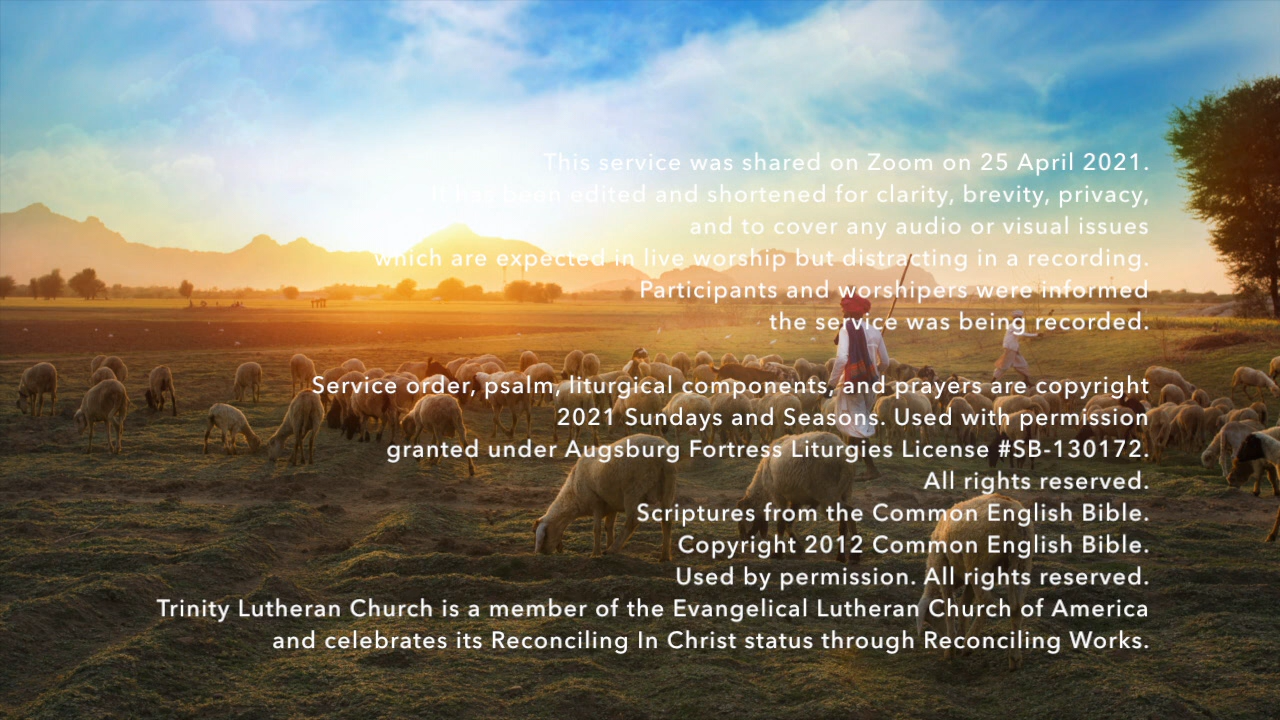 This service was shared on Zoom on 25 April 2021.
It has been edited and shortened for clarity, brevity, privacy,
and to cover any audio or visual issues
which are expected in live worship but distracting in a recording.
Participants and worshipers were informed
the service was being recorded.
Service order, psalm, liturgical components, and prayers are copyright
2021 Sundays and Seasons. Used with permission
granted under Augsburg Fortress Liturgies License #SB-130172.
All rights reserved.
Scriptures from the Common English Bible.
Copyright 2012 Common English Bible.
Used by permission. All rights reserved.
Trinity Lutheran Church is a member of the Evangelical Lutheran Church of America
and celebrates its Reconciling In Christ status through Reconciling Works.